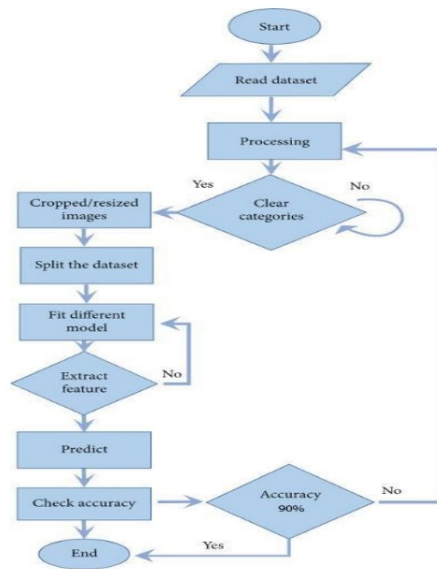 Start
Read dataset
Processing
Yes
No
Cropped/resized
images
Clear
categories
Split the dataset
Fit different
model
Extract
feature
No
Predict
Check accuracy
Accuracy
90%
No
Yes
End